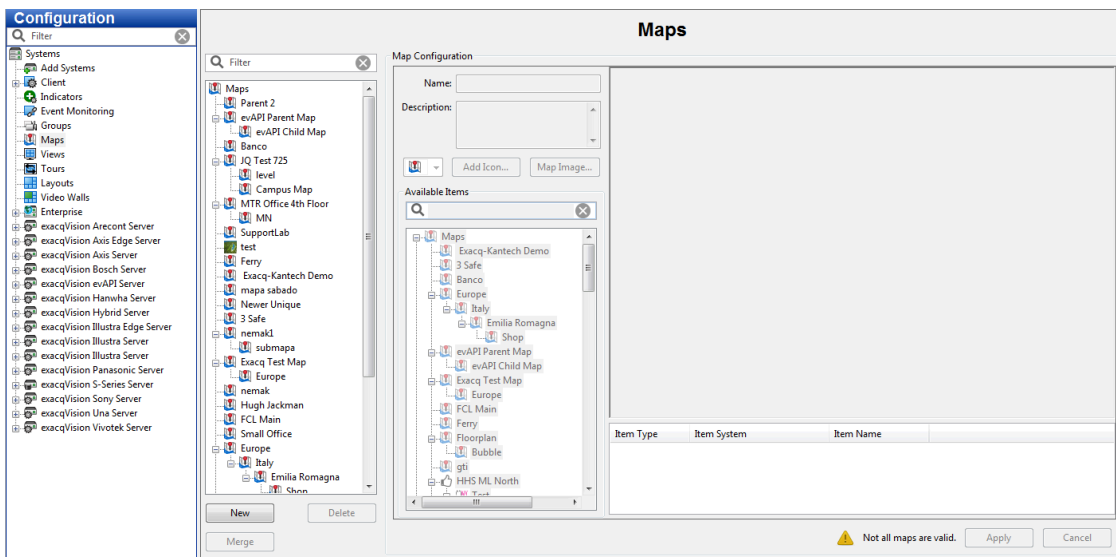 Configuration
Filter
Systems
Add Systems
Client
Indicators
Event Monitoring
Groups
Maps
Views
Tours
Layouts
Video Walls
Enterprise
exacqVision Arecont Server
exacqVision Axis Edge Server
exacqVision Axis Server
exacqVision Bosch Server
exacqVision evAPI Server
exacqVision Hanwha Server
exacqVision Hybrid Server
exacqVision Illustra Edge Server
exacqVision Illustra Server
exacqVision Illustra Server
exacqVision Panasonic Server
exacqVision S-Series Server
exacqVision Sony Server
exacqVision Una Server
exacqVision Vivotek Server
Maps
Filter
Maps
Parent 2
evAPI Parent Map
evAPI Child Map
Banco
JQ Test 725
level
Campus Map
MTR Office 4th Floor
MN
SupportLab
test
Ferry
Exacq-Kantech Demo
mapa sabado
Newer Unique
3 Safe
nemak1
submapa
Exacq Test Map
Europe
nemak
Hugh Jackman
FCL Main
Small Office
Europe
Italy
Emilia Romagna
Shop
New
Delete
Merge
Map Configuration
Name:
Description:
Add Icon...
Map Image...
Available Items
Maps
Exacq-Kantech Demo
3 Safe
Banco
Europe
Italy
Emilia Romagna
Shop
evAPI Parent Map
evAPI Child Map
Exacq Test Map
Europe
FCL Main
Ferry
Floorplan
Bubble
gti
HHS ML North
Test
Item Type Item System Item Name
Not all maps are valid.
Apply
Cancel